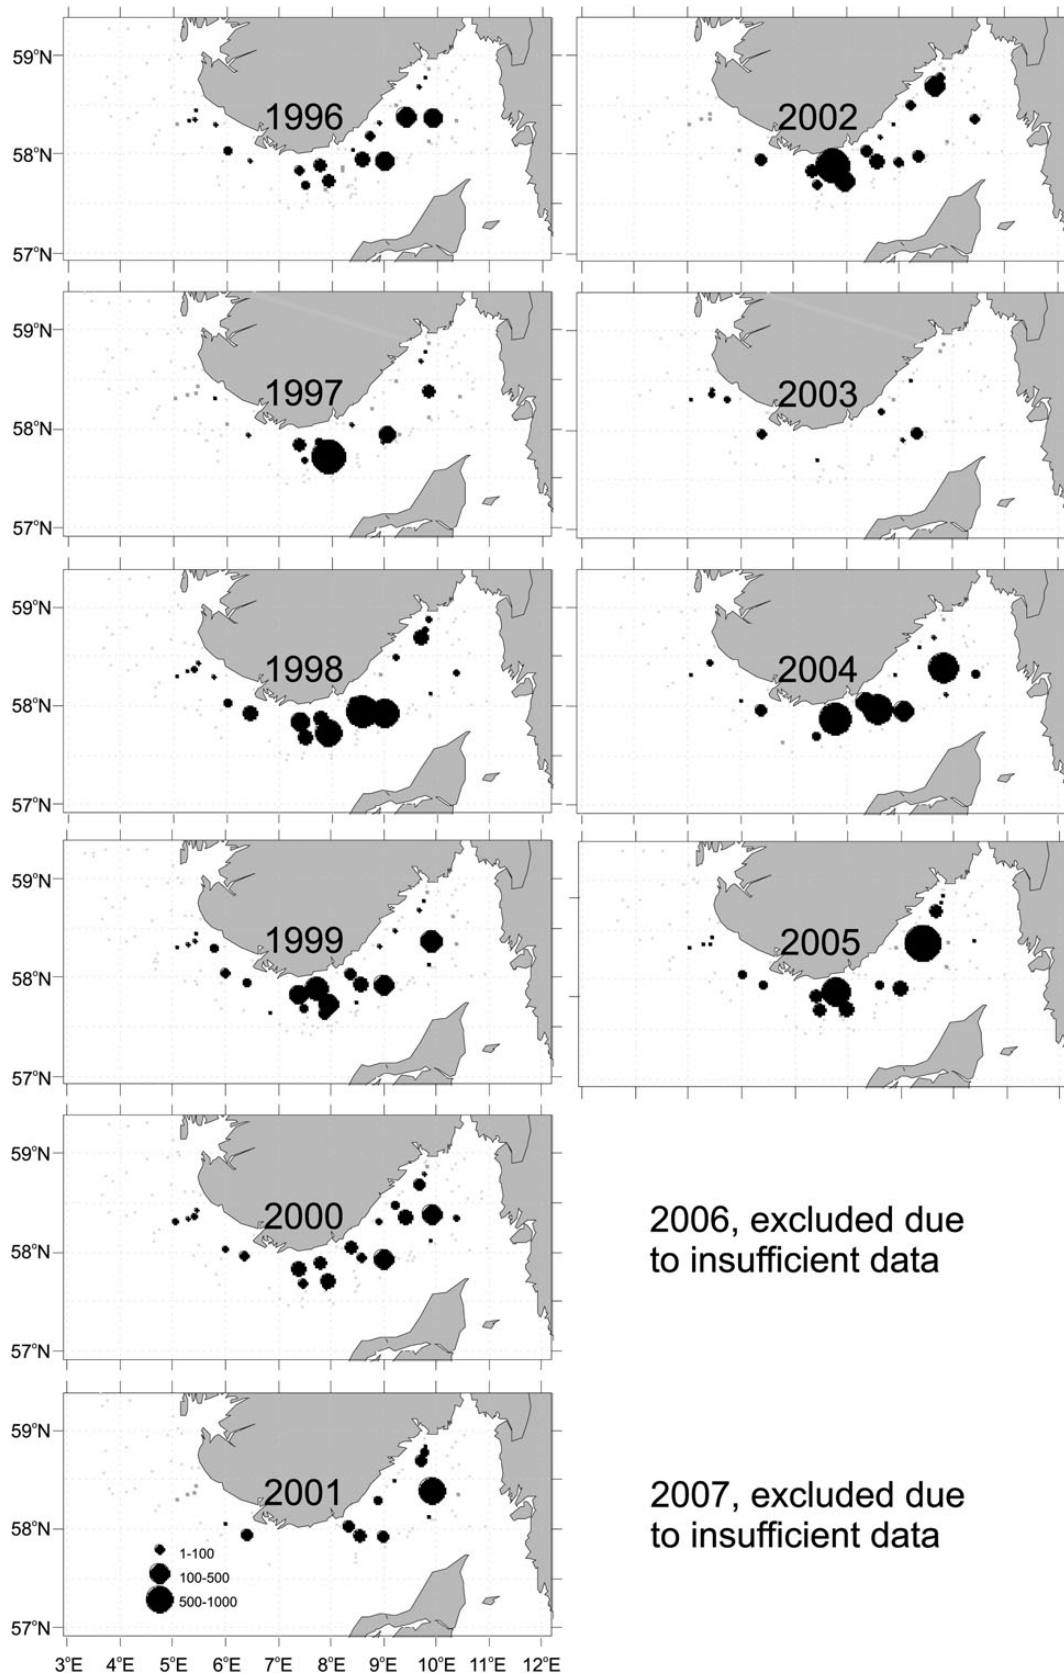 59°N
1996
58°N
57°N
2002
59°N
1997
58°N
57°N
2003
59°N
1998
58°N
57°N
2004
59°N
1999
58°N
57°N
2005
59°N
2000
58°N
57°N
2006, excluded due
to insufficient data
59°N
2001
58°N
1-100
100-500
500-1000
57°N
3°E 4°E 5°E 6°E 7°E 8°E 9°E 10°E 11°E 12°E
2007, excluded due
to insufficient data